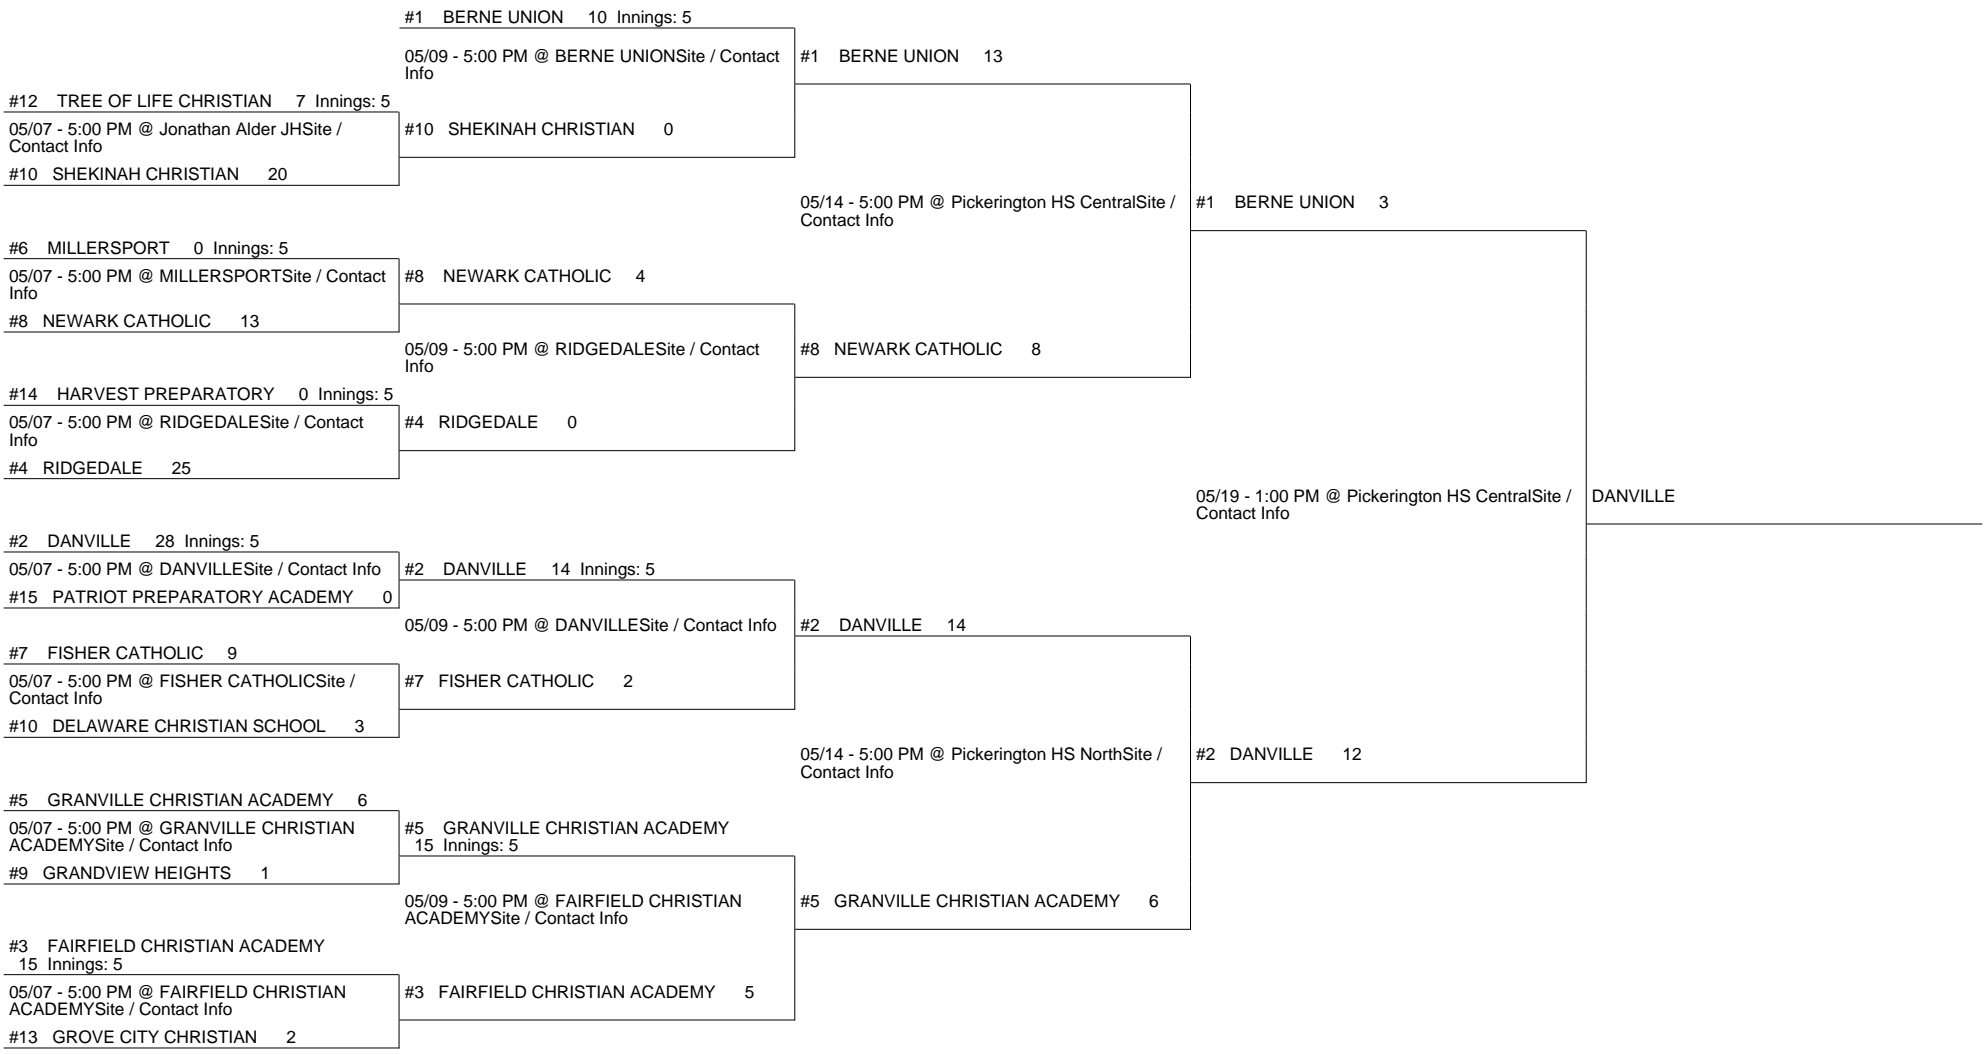 #1 BERNE UNION 10 Innings: 5
05/09 - 5:00 PM @ BERNE UNIONSite / Contact
Info
#1 BERNE UNION 13
#12 TREE OF LIFE CHRISTIAN 7 Innings: 5
05/07 - 5:00 PM @ Jonathan Alder JHSite /
Contact Info
#10 SHEKINAH CHRISTIAN 0
#10 SHEKINAH CHRISTIAN 20
05/14 - 5:00 PM @ Pickerington HS CentralSite /
Contact Info
#1 BERNE UNION 3
#6 MILLERSPORT 0 Innings: 5
05/07 - 5:00 PM @ MILLERSPORTSite / Contact
Info
#8 NEWARK CATHOLIC 4
#8 NEWARK CATHOLIC 13
05/09 - 5:00 PM @ RIDGEDALESite / Contact
Info
#8 NEWARK CATHOLIC 8
#14 HARVEST PREPARATORY 0 Innings: 5
05/07 - 5:00 PM @ RIDGEDALESite / Contact
Info
#4 RIDGEDALE 0
#4 RIDGEDALE 25
05/19 - 1:00 PM @ Pickerington HS CentralSite /
Contact Info
DANVILLE
#2 DANVILLE 28 Innings: 5
05/07 - 5:00 PM @ DANVILLESite / Contact Info
#2 DANVILLE 14 Innings: 5
#15 PATRIOT PREPARATORY ACADEMY 0
05/09 - 5:00 PM @ DANVILLESite / Contact Info
#2 DANVILLE 14
#7 FISHER CATHOLIC 9
05/07 - 5:00 PM @ FISHER CATHOLICSite /
Contact Info
#7 FISHER CATHOLIC 2
#10 DELAWARE CHRISTIAN SCHOOL 3
05/14 - 5:00 PM @ Pickerington HS NorthSite /
Contact Info
#2 DANVILLE 12
#5 GRANVILLE CHRISTIAN ACADEMY 6
05/07 - 5:00 PM @ GRANVILLE CHRISTIAN
ACADEMYSite / Contact Info
#5 GRANVILLE CHRISTIAN ACADEMY
15 Innings: 5
#9 GRANDVIEW HEIGHTS 1
05/09 - 5:00 PM @ FAIRFIELD CHRISTIAN
ACADEMYSite / Contact Info
#5 GRANVILLE CHRISTIAN ACADEMY 6
#3 FAIRFIELD CHRISTIAN ACADEMY
15 Innings: 5
05/07 - 5:00 PM @ FAIRFIELD CHRISTIAN
ACADEMYSite / Contact Info
#3 FAIRFIELD CHRISTIAN ACADEMY 5
#13 GROVE CITY CHRISTIAN 2